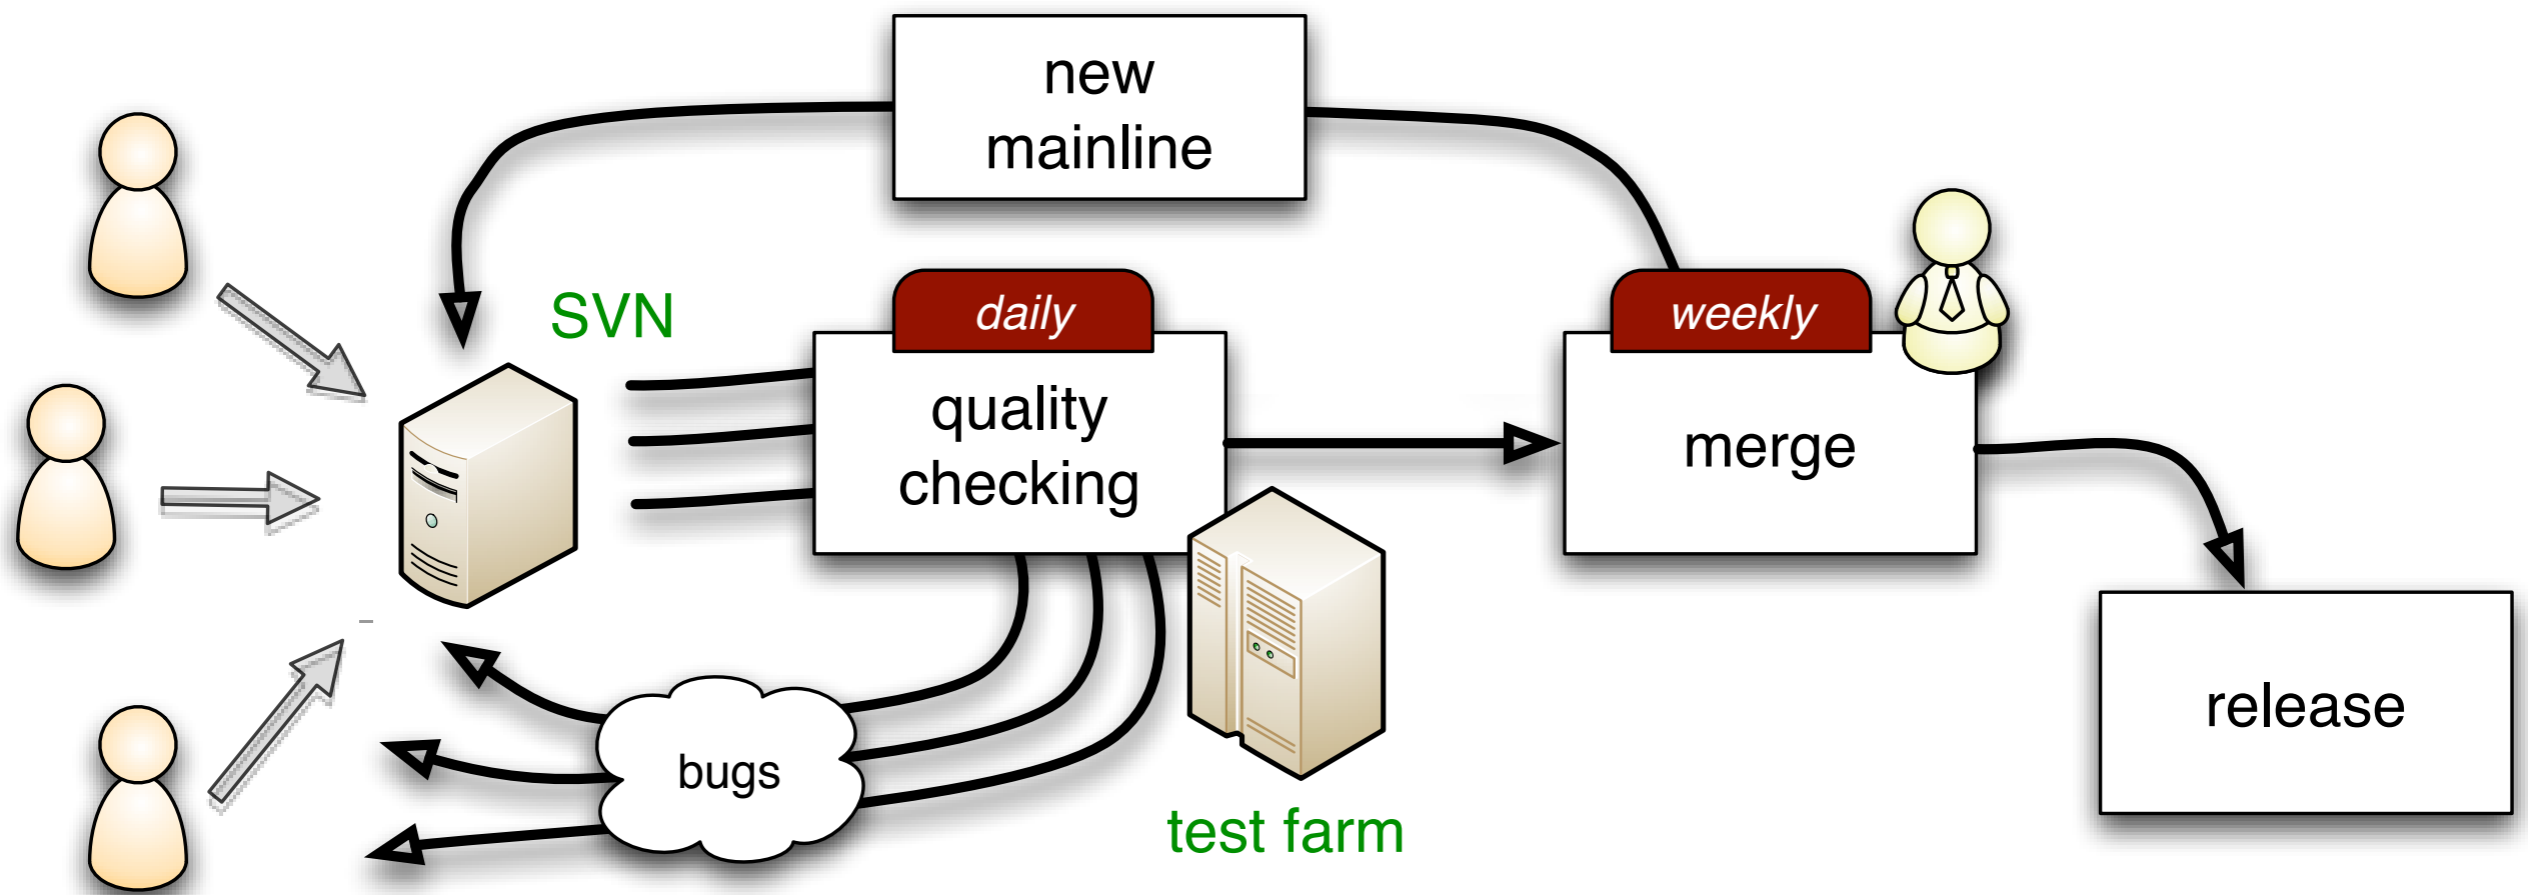 new
mainline
SVN
daily
weekly
quality
checking
merge
bugs
release
test farm